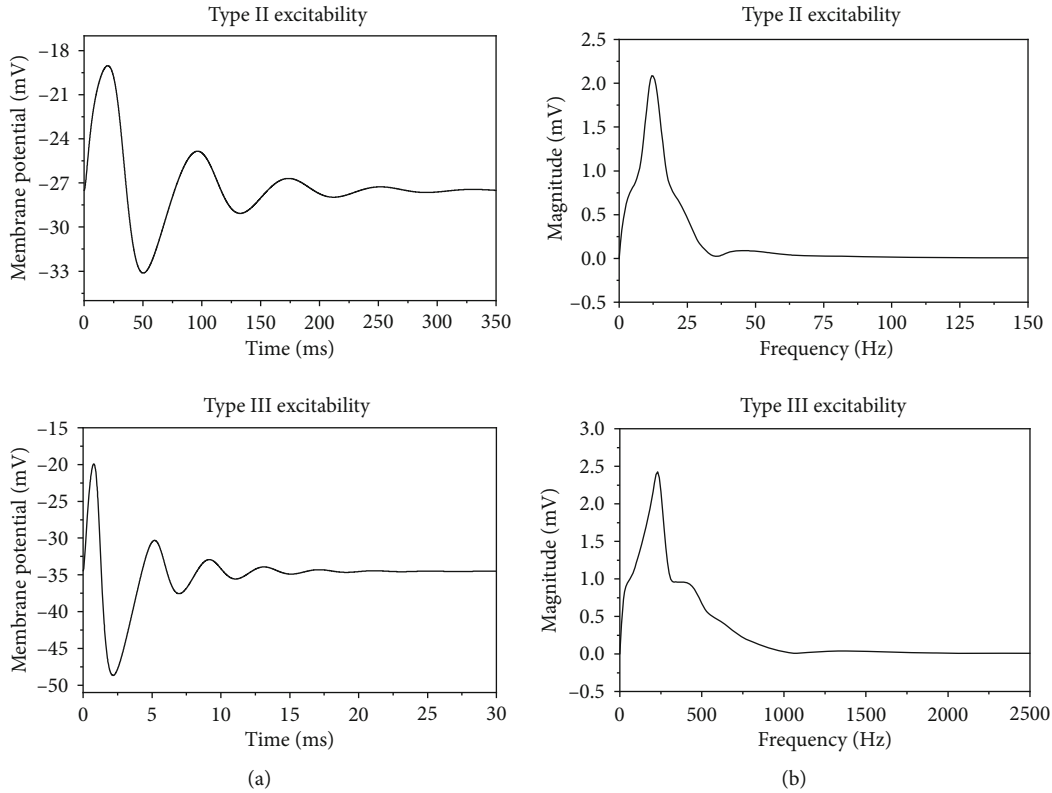 Type II excitability
Membrane potential (mV)
−18
−21
−24
−27
−30
−33
0 50 100 150 200 250 300 350
Time (ms)
Type II excitability
Magnitude (mV)
2.5
2.0
1.5
1.0
0.5
0.0
−0.5
0 25 50 75 100 125 150
Frequency (Hz)
Type III excitability
Membrane potential (mV)
−15
−20
−25
−30
−35
−40
−45
−50
0 5 10 15 20 25 30
Time (ms)
(a)
Type III excitability
Magnitude (mV)
3.0
2.5
2.0
1.5
1.0
0.5
0.0
−0.5
0 500 1000 1500 2000 2500
Frequency (Hz)
(b)